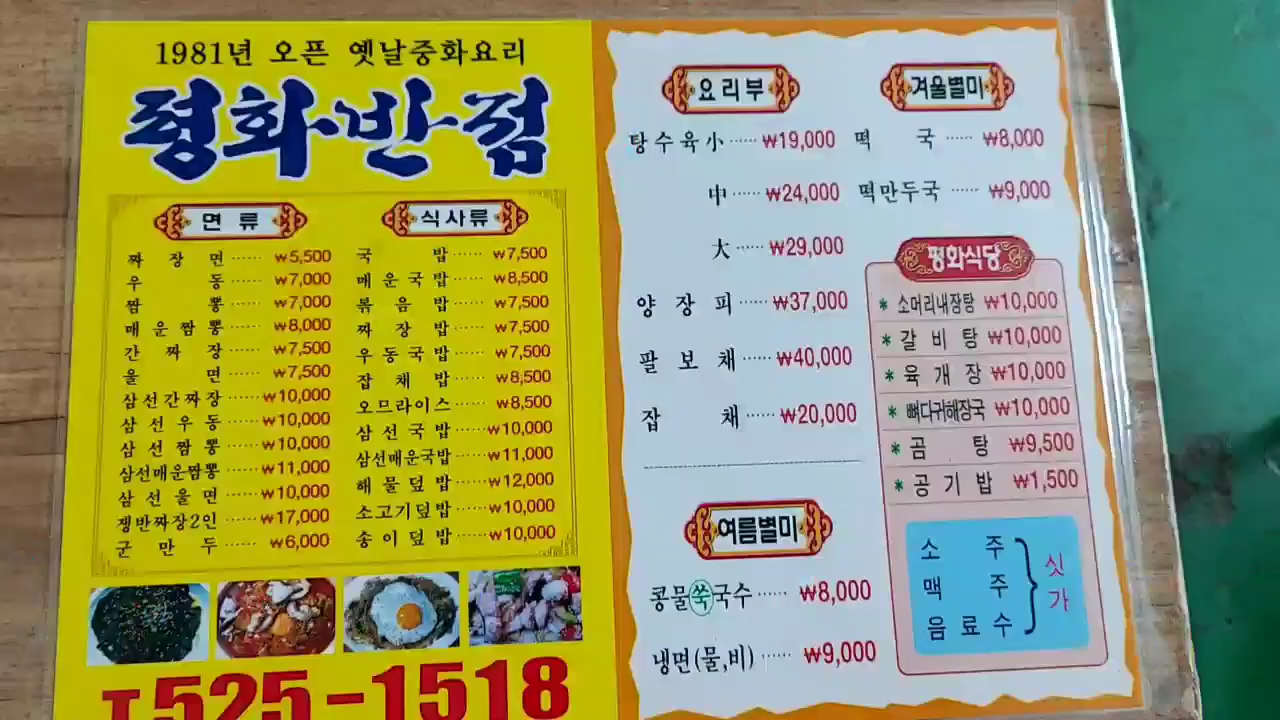 1981년 오픈 옛날중화요리
평화반점
면 류
짜 장 면 ······ ₩5,500
우 동 ······ ₩7,000
짬 뽕 ······ ₩7,000
매 운 짬 뽕 ······ ₩8,000
간 짜 장 ······ ₩7,500
울 면 ······ ₩7,500
삼선간짜장 ······ ₩10,000
삼 선 우 동 ······ ₩10,000
삼 선 짬 뽕 ······ ₩10,000
삼선매운짬뽕 ······ ₩11,000
삼 선 울 면 ······ ₩10,000
쟁반짜장2인 ······ ₩17,000
군 만 두 ······ ₩6,000
식사류
국 밥 ······ ₩7,500
매 운 국 밥 ······ ₩8,500
볶 음 밥 ······ ₩7,500
짜 장 밥 ······ ₩7,500
우 동 국 밥 ······ ₩7,500
잡 채 밥 ······ ₩8,500
오므라이스 ······ ₩8,500
삼 선 국 밥 ······ ₩10,000
삼선매운국밥 ······ ₩11,000
해 물 덮 밥 ······ ₩12,000
소고기덮밥 ······ ₩10,000
송 이 덮 밥 ······ ₩10,000
T.525-1518
요리부
탕수육小 ······ ₩19,000
中 ······ ₩24,000
大 ······ ₩29,000
양 장 피 ······ ₩37,000
팔 보 채 ······ ₩40,000
잡 채 ······ ₩20,000
여름별미
콩물쑥국수 ······ ₩8,000
냉면(물,비) ······ ₩9,000
겨울별미
떡 국 ······ ₩8,000
떡만두국 ······ ₩9,000
평화식당
* 소머리내장탕 ₩10,000
* 갈 비 탕 ₩10,000
* 육 개 장 ₩10,000
* 뼈다귀해장국 ₩10,000
* 곰 탕 ₩9,500
* 공 기 밥 ₩1,500
소 주
맥 주
음 료 수
싯가